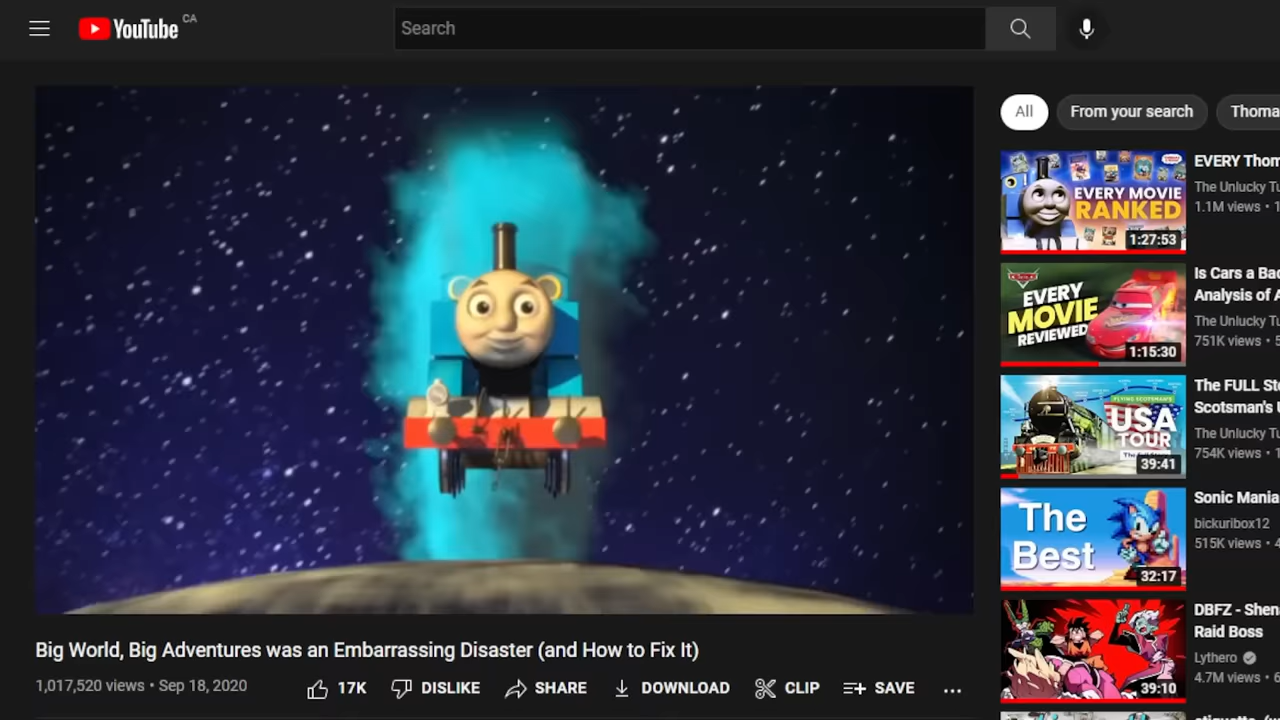 YouTube CA
Search
All
From your search
Thoma
EVERY MOVIE
RANKED
1:27:53
EVERY Thon
The Unlucky Tu
1.1M views • 1
EVERY
MOVIE
REVIEWED
1:15:30
Is Cars a Bad
Analysis of A
The Unlucky Tu
751K views • 5
FLYING SCOTSMAN'S
USA
TOUR
39:41
The FULL Sto
Scotsman's U
The Unlucky Tu
754K views • 1
The
Best
32:17
Sonic Mania
bickuribox12
515K views • 4
39:10
DBFZ - Shen
Raid Boss
Lythero
4.7M views • 6
Big World, Big Adventures was an Embarrassing Disaster (and How to Fix It)
1,017,520 views • Sep 18, 2020
17K
DISLIKE
SHARE
DOWNLOAD
CLIP
SAVE